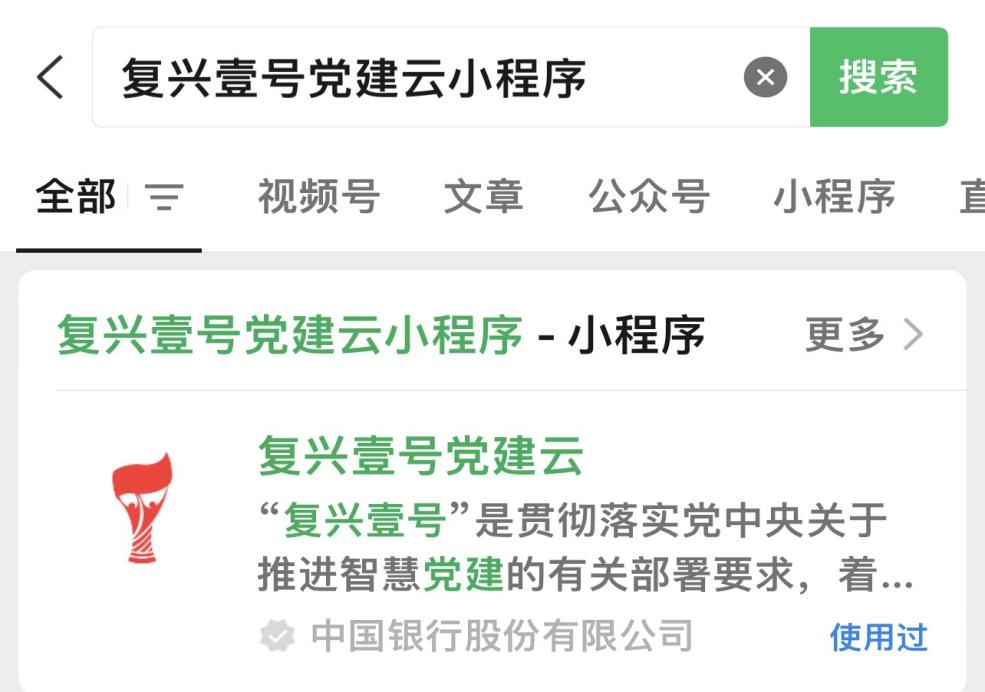 复兴壹号党建云小程序
搜索
全部 视频号 文章 公众号 小程序
复兴壹号党建云小程序 - 小程序 更多
复兴壹号党建云
“复兴壹号”是贯彻落实党中央关于
推进智慧党建的有关部署要求，着...
中国银行股份有限公司 使用过